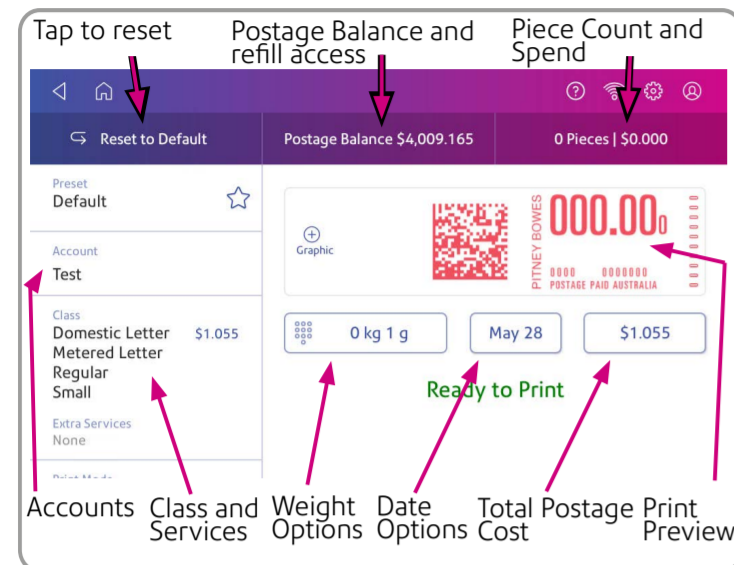 Tap to reset
Postage Balance and
refill access
Piece Count and
Spend
Reset to Default
Postage Balance $4,009.165
0 Pieces | $0.000
Preset
Default
Account
Test
Class
Domestic Letter $1.055
Metered Letter
Regular
Small
Extra Services
None
Print Mode
Graphic
PITNEY BOWES
000.000
0000 0000000
POSTAGE PAID AUSTRALIA
0 kg 1 g
May 28
$1.055
Ready to Print
Accounts
Class and
Services
Weight
Options
Date
Options
Total Postage
Cost
Print
Preview